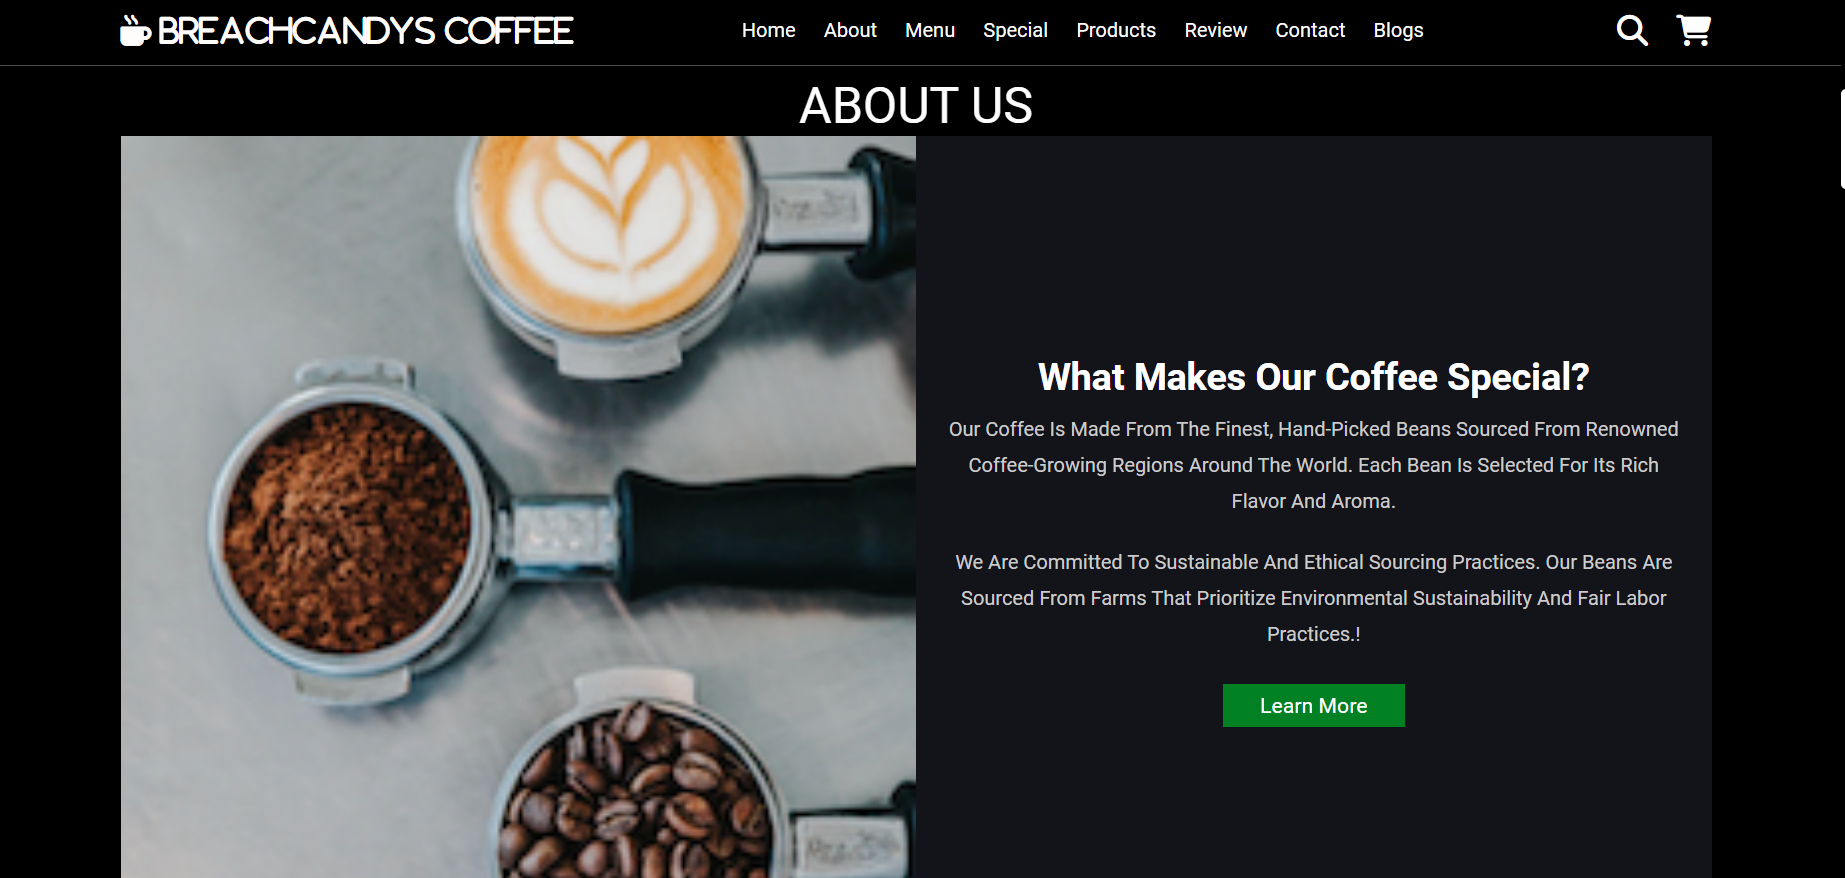 BREACHCANDYS COFFEE
Home About Menu Special Products Review Contact Blogs
ABOUT US
What Makes Our Coffee Special?
Our Coffee Is Made From The Finest, Hand-Picked Beans Sourced From Renowned
Coffee-Growing Regions Around The World. Each Bean Is Selected For Its Rich
Flavor And Aroma.
We Are Committed To Sustainable And Ethical Sourcing Practices. Our Beans Are
Sourced From Farms That Prioritize Environmental Sustainability And Fair Labor
Practices.!
Learn More